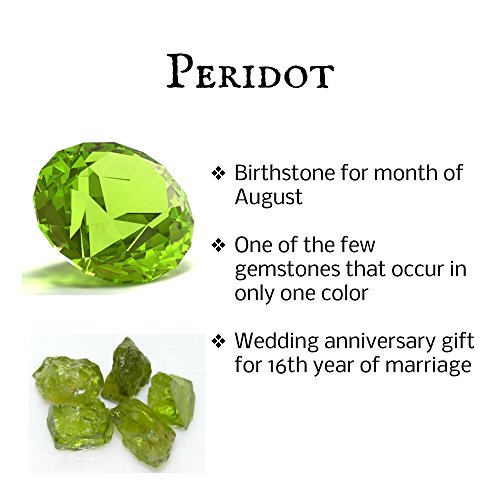 Peridot
❖ Birthstone for month of
August
❖ One of the few
gemstones that occur in
only one color
❖ Wedding anniversary gift
for 16th year of marriage